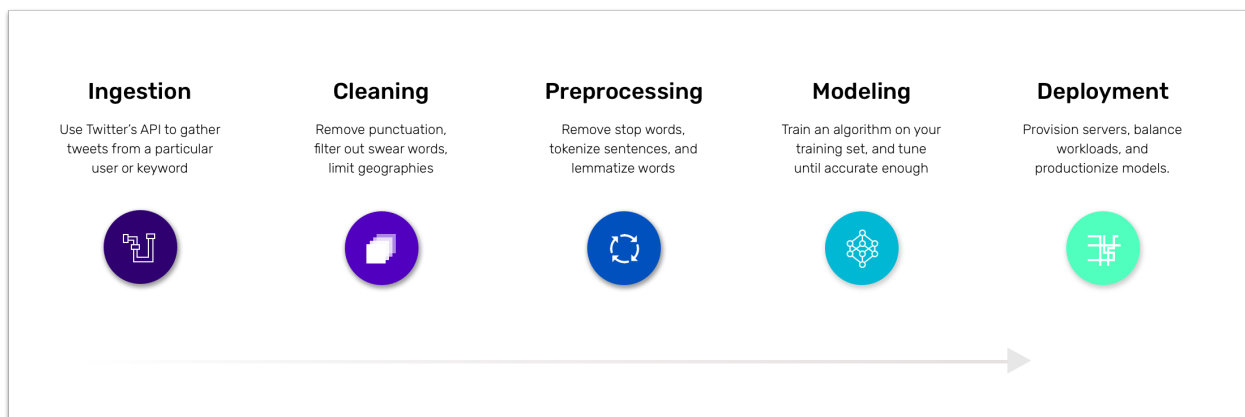 Ingestion
Use Twitter's API to gather
tweets from a particular
user or keyword
Cleaning
Remove punctuation,
filter out swear words,
limit geographies
Preprocessing
Remove stop words,
tokenize sentences, and
lemmatize words
Modeling
Train an algorithm on your
training set, and tune
until accurate enough
Deployment
Provision servers, balance
workloads, and
productionize models.